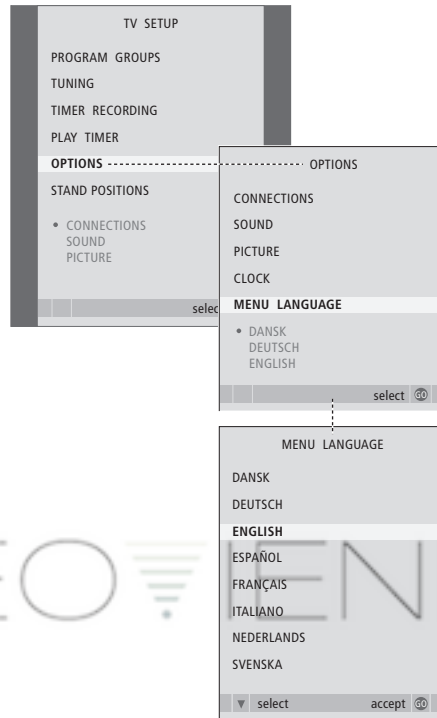 TV SETUP
PROGRAM GROUPS
TUNING
TIMER RECORDING
PLAY TIMER
OPTIONS
STAND POSITIONS
• CONNECTIONS
SOUND
PICTURE
OPTIONS
CONNECTIONS
SOUND
PICTURE
CLOCK
MENU LANGUAGE
• DANSK
DEUTSCH
ENGLISH
select GO
MENU LANGUAGE
DANSK
DEUTSCH
ENGLISH
ESPAÑOL
FRANÇAIS
ITALIANO
NEDERLANDS
SVENSKA
▼ select accept GO